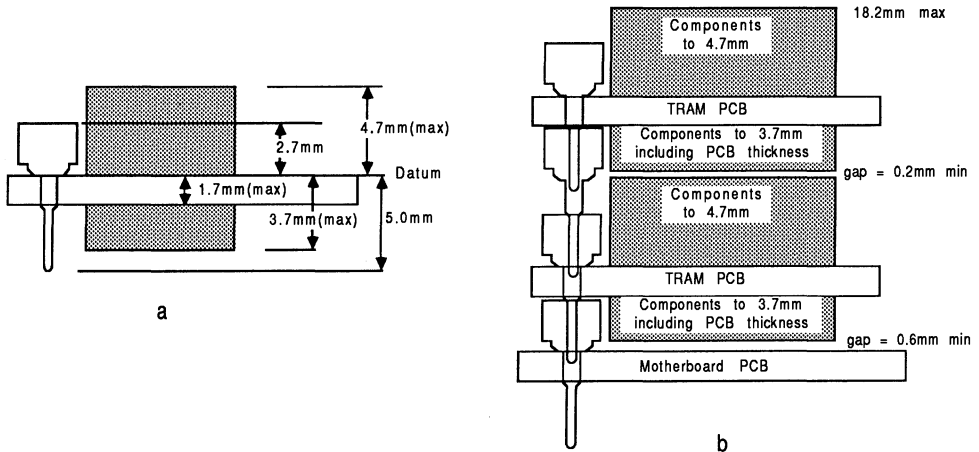 4.7mm(max)
2.7mm
Datum
1.7mm(max)
5.0mm
3.7mm(max)
a
18.2mm max
Components
to 4.7mm
TRAM PCB
Components to 3.7mm
including PCB thickness
gap = 0.2mm min
Components
to 4.7mm
TRAM PCB
Components to 3.7mm
including PCB thickness
gap = 0.6mm min
Motherboard PCB
b